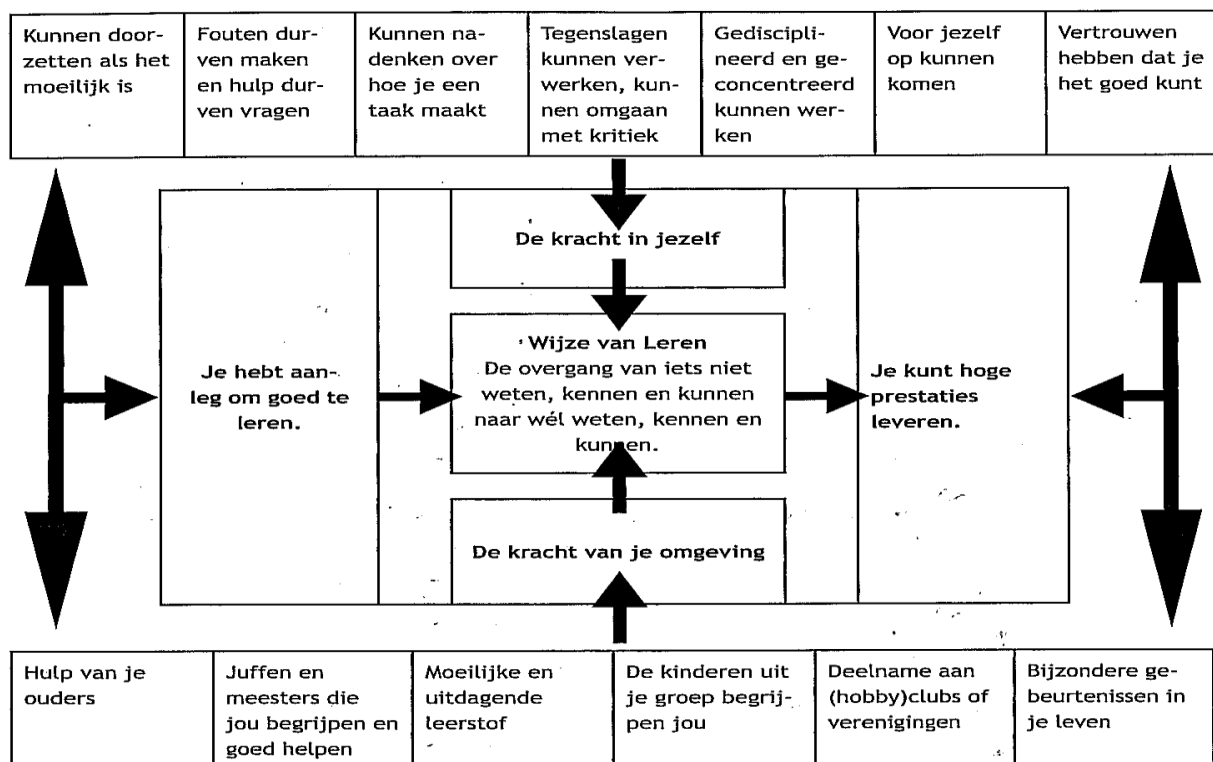 Kunnen door-
zetten als het
moeilijk is
Fouten dur-
ven maken
en hulp dur-
ven vragen
Kunnen na-
denken over
hoe je een
taak maakt
Tegenslagen
kunnen ver-
werken, kun-
nen omgaan
met kritiek
Gediscipli-
neerd en ge-
concentreerd
kunnen wer-
ken
Voor jezelf
op kunnen
komen
Vertrouwen
hebben dat je
het goed kunt
De kracht in jezelf
Je hebt aan-
leg om goed te
leren.
Wijze van Leren
De overgang van iets niet
weten, kennen en kunnen
naar wél weten, kennen en
kunnen.
Je kunt hoge
prestaties
leveren.
De kracht van je omgeving
Hulp van je
ouders
Juffen en
meesters die
jou begrijpen en
goed helpen
Moeilijke en
uitdagende
leerstof
De kinderen uit
je groep begrij-
pen jou
Deelname aan
(hobby)clubs of
verenigingen
Bijzondere ge-
beurtenissen in
je leven